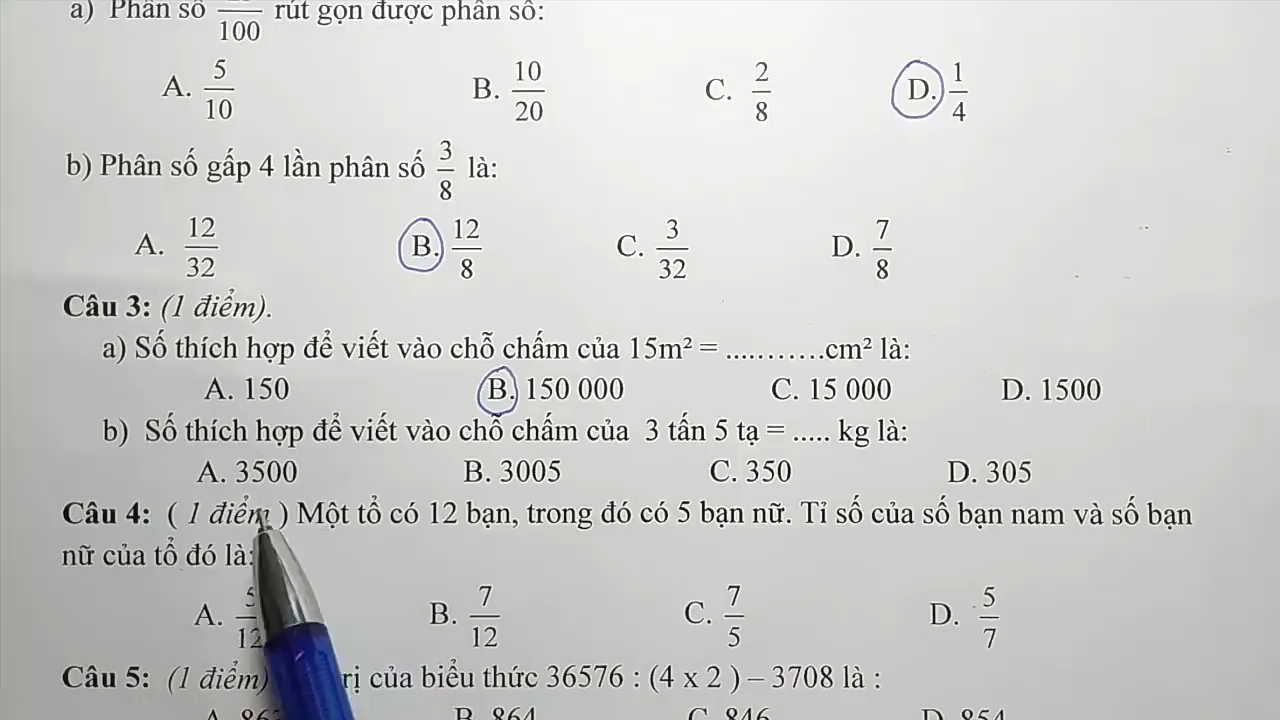 a) Phân số /100 rút gọn được phân số:
A. 5/10 B. 10/20 C. 2/8 D. 1/4
b) Phân số gấp 4 lần phân số 3/8 là:
A. 12/32 B. 12/8 C. 3/32 D. 7/8
Câu 3: (1 điểm).
a) Số thích hợp để viết vào chỗ chấm của 15m² = ..........cm² là:
A. 150 B. 150 000 C. 15 000 D. 1500
b) Số thích hợp để viết vào chỗ chấm của 3 tấn 5 tạ = ..... kg là:
A. 3500 B. 3005 C. 350 D. 305
Câu 4: ( 1 điểm ) Một tổ có 12 bạn, trong đó có 5 bạn nữ. Tỉ số của số bạn nam và số bạn
nữ của tổ đó là:
A. 5/12 B. 7/12 C. 7/5 D. 5/7
Câu 5: (1 điểm) trị của biểu thức 36576 : (4 x 2 ) – 3708 là :
B. 864 C. 846 D. 854